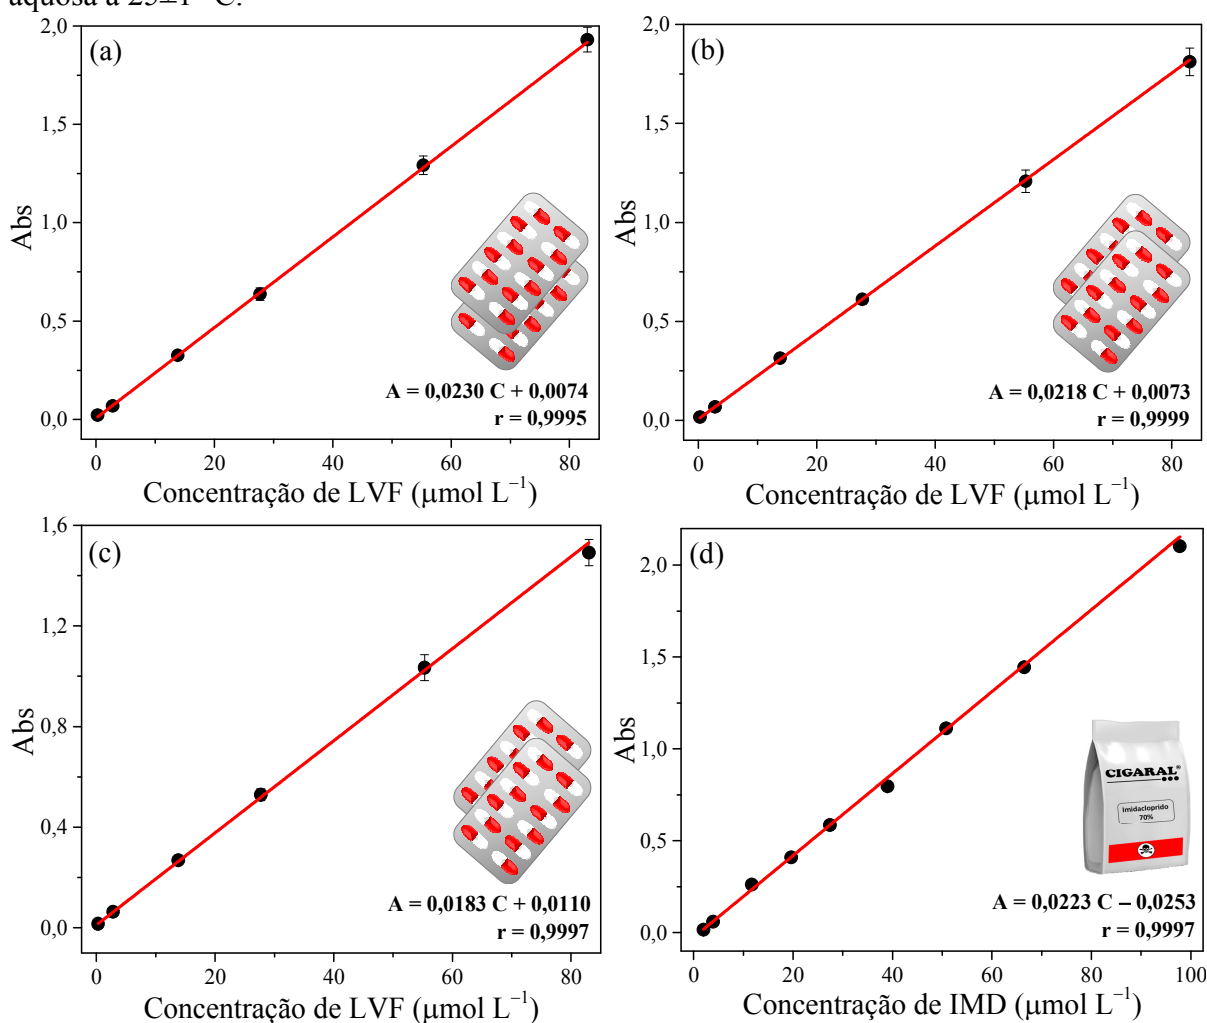 aquosa a 25±1 °C.
(a)
2,0
1,5
1,0
0,5
0,0
Abs
A = 0,0230 C + 0,0074
r = 0,9995
0 20 40 60 80
Concentração de LVF (μmol L⁻¹)
(b)
2,0
1,5
1,0
0,5
0,0
Abs
A = 0,0218 C + 0,0073
r = 0,9999
0 20 40 60 80
Concentração de LVF (μmol L⁻¹)
(c)
1,6
1,2
0,8
0,4
0,0
Abs
A = 0,0183 C + 0,0110
r = 0,9997
0 20 40 60 80
Concentração de LVF (μmol L⁻¹)
(d)
2,0
1,5
1,0
0,5
0,0
Abs
CIGARAL®
Imidacloprido
70%
A = 0,0223 C – 0,0253
r = 0,9997
0 20 40 60 80 100
Concentração de IMD (μmol L⁻¹)